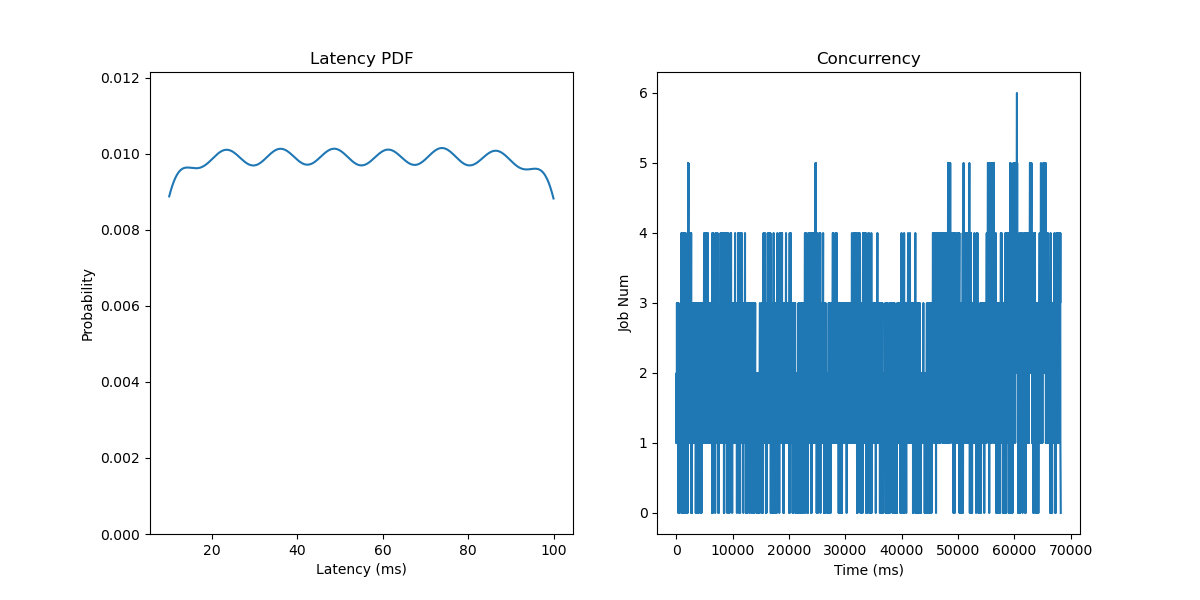 Latency PDF
0.012
0.010
0.008
0.006
0.004
0.002
0.000
Probability
20 40 60 80 100
Latency (ms)
Concurrency
6
5
4
3
2
1
0
Job Num
0 10000 20000 30000 40000 50000 60000 70000
Time (ms)